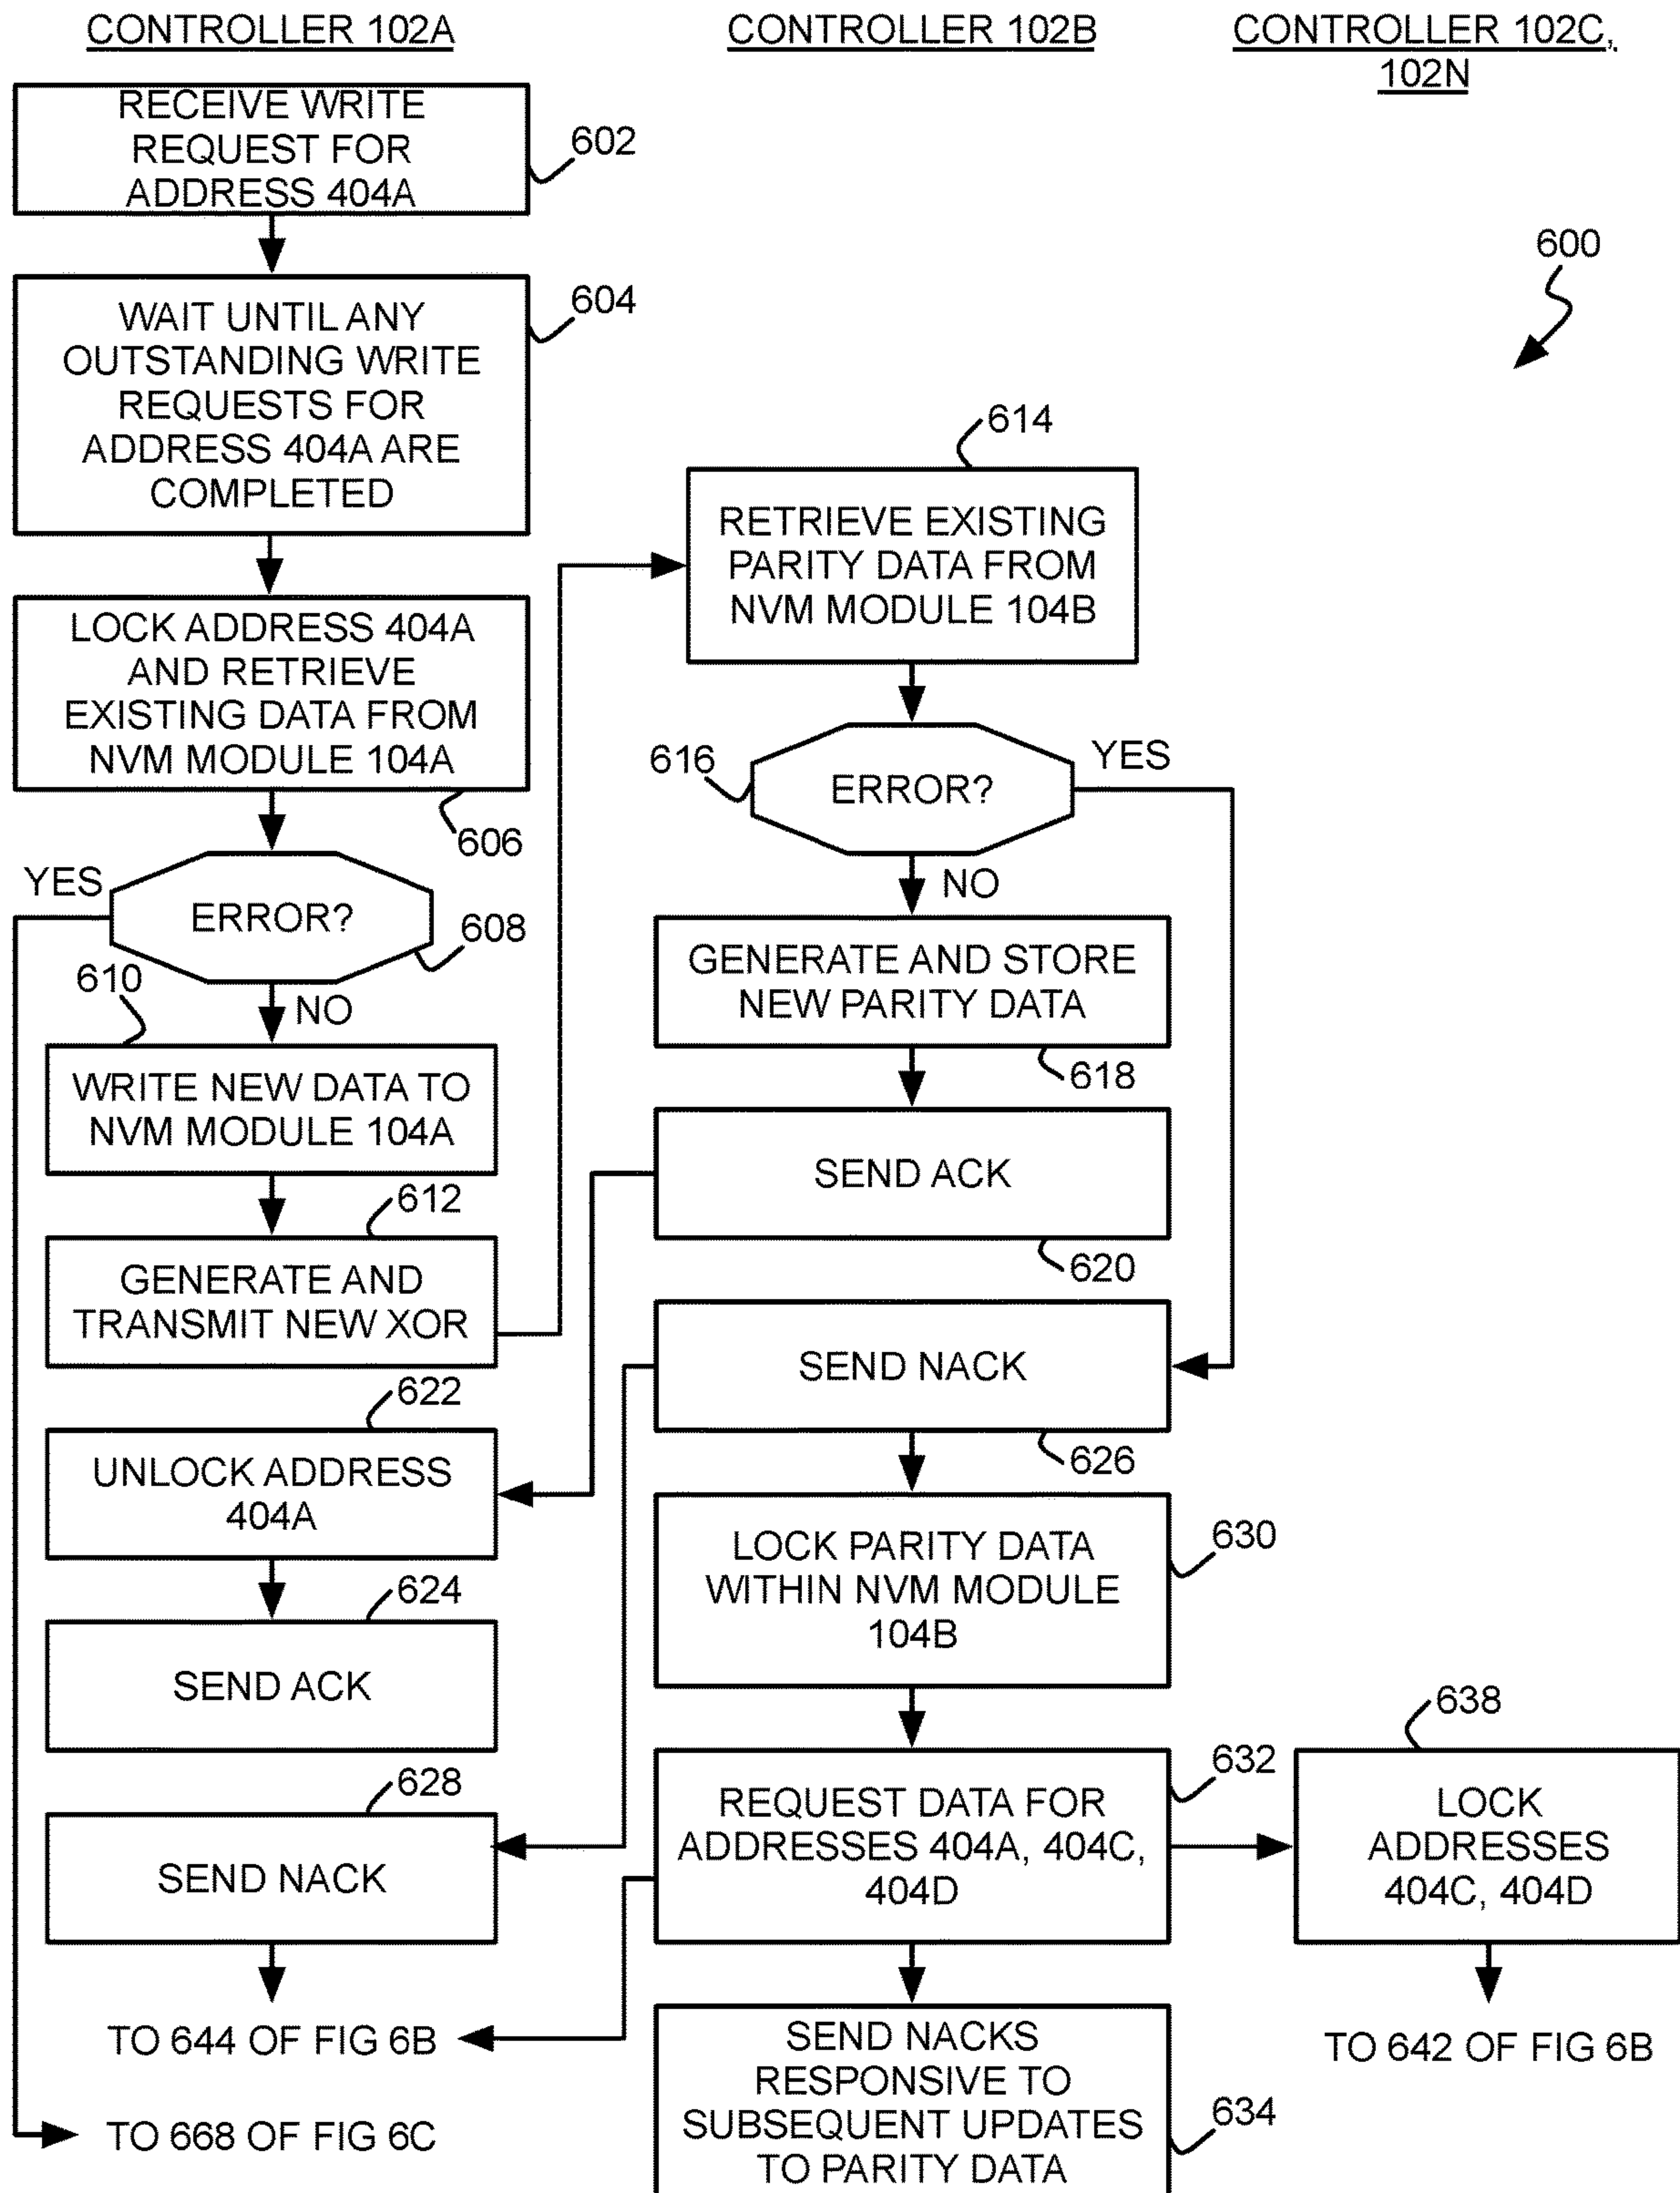 CONTROLLER 102A
CONTROLLER 102B
CONTROLLER 102C,
102N
600
RECEIVE WRITE
REQUEST FOR
ADDRESS 404A
602
WAIT UNTIL ANY
OUTSTANDING WRITE
REQUESTS FOR
ADDRESS 404A ARE
COMPLETED
604
LOCK ADDRESS 404A
AND RETRIEVE
EXISTING DATA FROM
NVM MODULE 104A
606
YES
ERROR?
608
NO
610
WRITE NEW DATA TO
NVM MODULE 104A
612
GENERATE AND
TRANSMIT NEW XOR
622
UNLOCK ADDRESS
404A
624
SEND ACK
628
SEND NACK
TO 644 OF FIG 6B
TO 668 OF FIG 6C
614
RETRIEVE EXISTING
PARITY DATA FROM
NVM MODULE 104B
616
ERROR?
YES
NO
GENERATE AND STORE
NEW PARITY DATA
618
SEND ACK
620
SEND NACK
626
LOCK PARITY DATA
WITHIN NVM MODULE
104B
630
REQUEST DATA FOR
ADDRESSES 404A, 404C,
404D
632
SEND NACKS
RESPONSIVE TO
SUBSEQUENT UPDATES
TO PARITY DATA
634
638
LOCK
ADDRESSES
404C, 404D
TO 642 OF FIG 6B